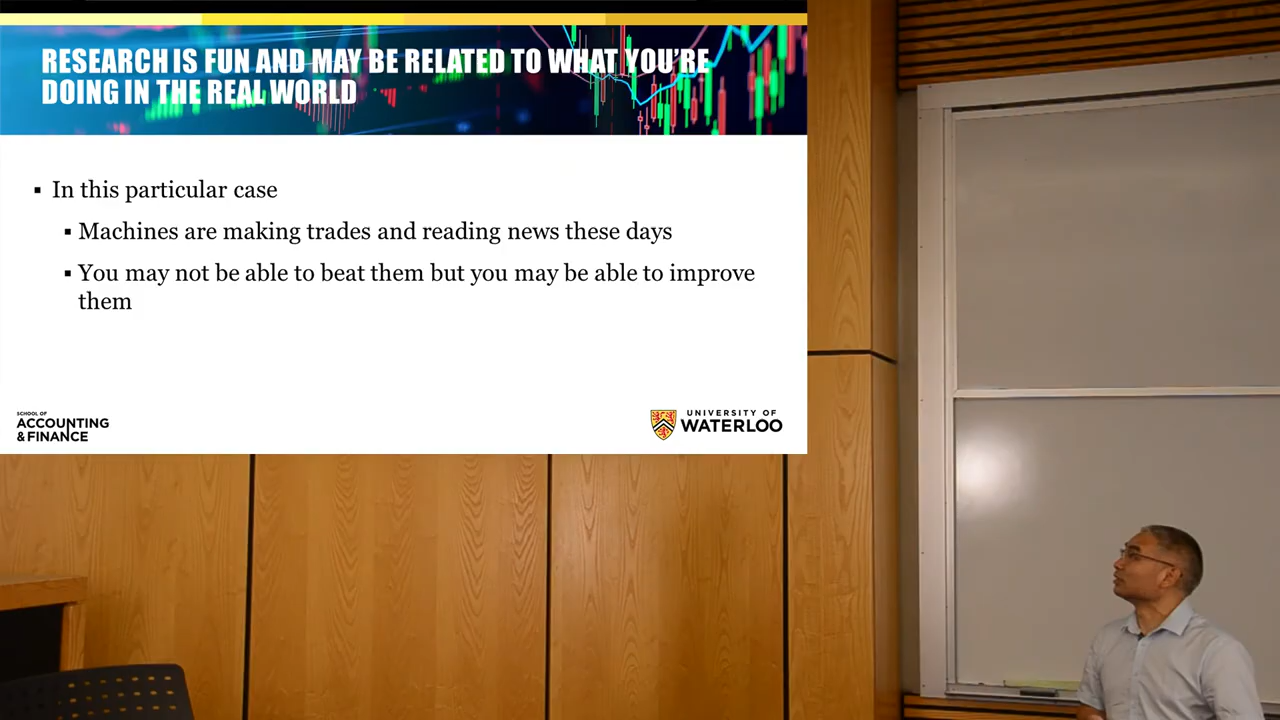 RESEARCH IS FUN AND MAY BE RELATED TO WHAT YOU'RE
DOING IN THE REAL WORLD
▪ In this particular case
▪ Machines are making trades and reading news these days
▪ You may not be able to beat them but you may be able to improve
them
SCHOOL OF
ACCOUNTING
& FINANCE
UNIVERSITY OF
WATERLOO